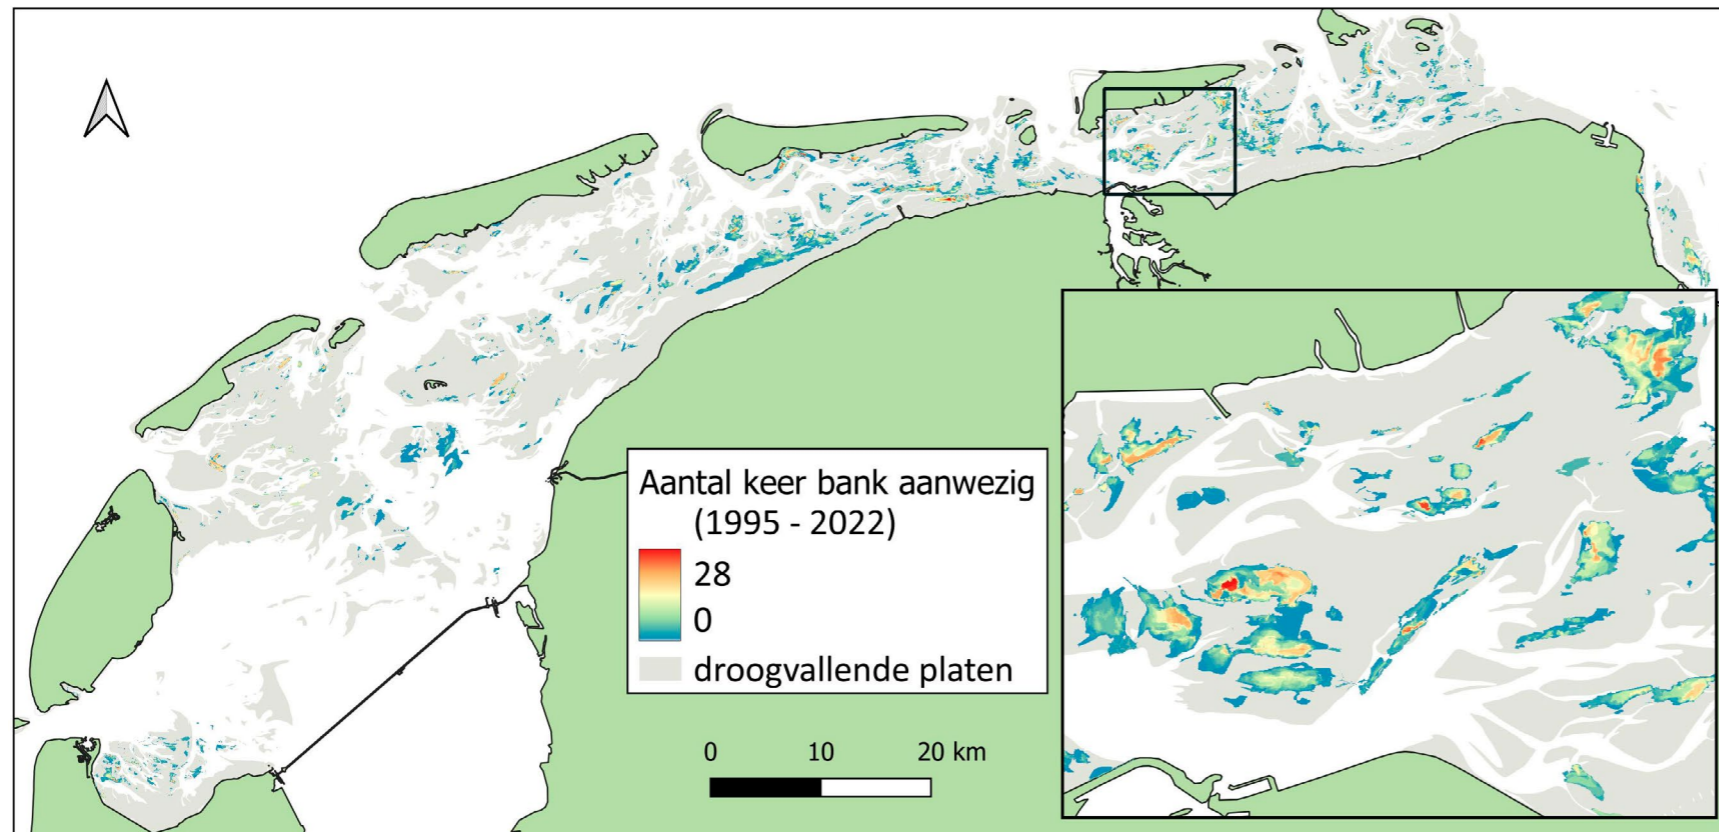 Aantal keer bank aanwezig
(1995 - 2022)
28
0
droogvallende platen
0 10 20 km